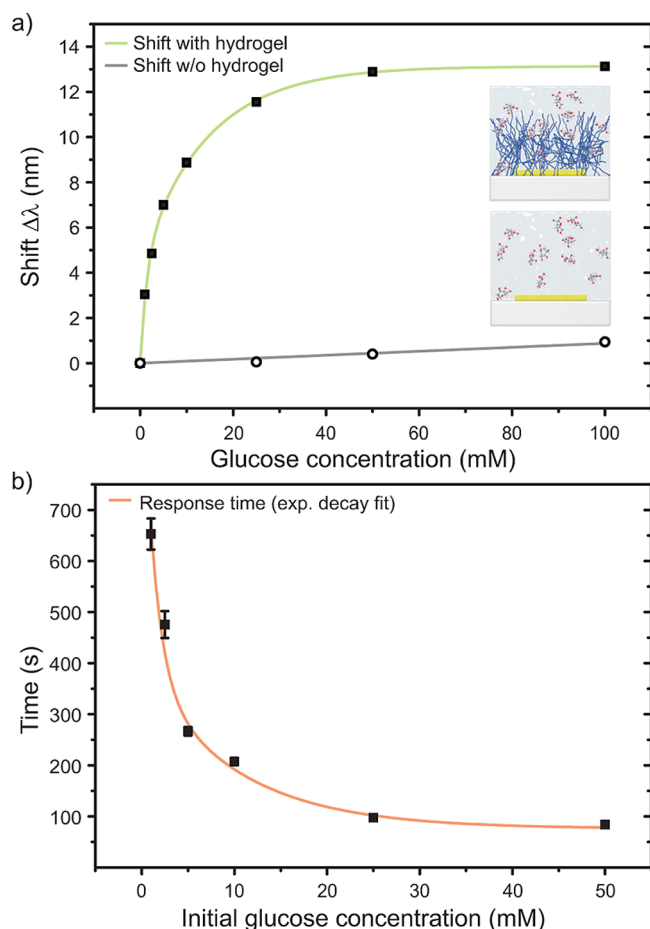 a)
Shift with hydrogel
Shift w/o hydrogel
14
13
12
10
8
6
4
2
0
Shift Δλ (nm)
0 20 40 60 80 100
Glucose concentration (mM)
b)
Response time (exp. decay fit)
700
600
500
400
300
200
100
Time (s)
0 10 20 30 40 50
Initial glucose concentration (mM)